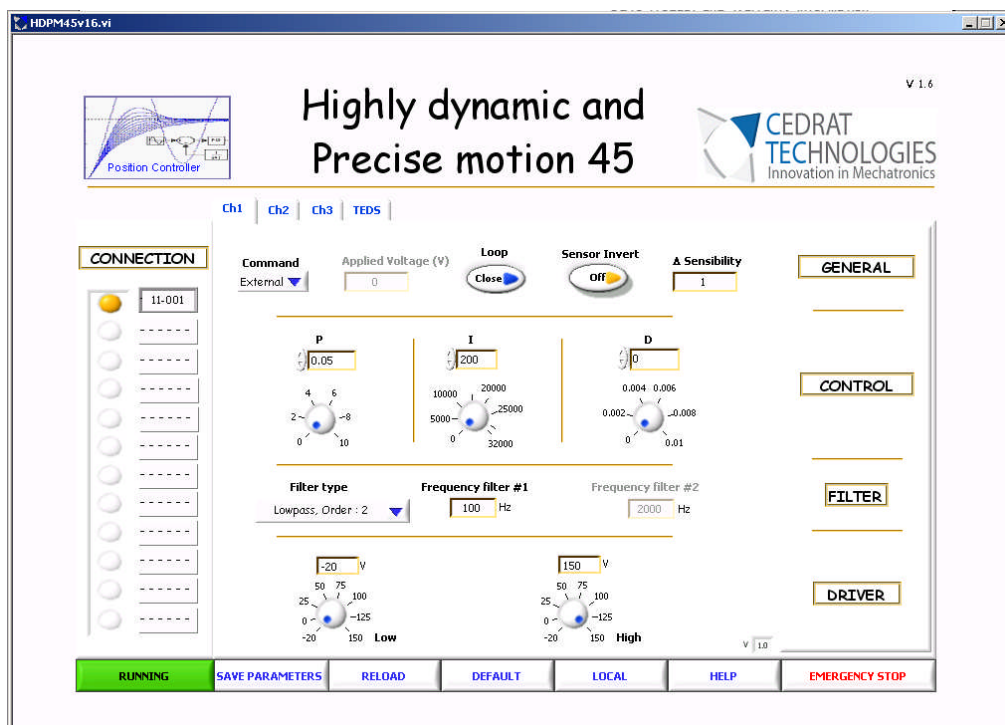 HDPM45v16.vi
V 1.6
Highly dynamic and
Precise motion 45
Position Controller
CEDRAT
TECHNOLOGIES
Innovation in Mechatronics
Ch1 Ch2 Ch3 TEDS
CONNECTION
11-001
Command
External
Applied Voltage (V)
0
Loop
Close
Sensor Invert
Off
Δ Sensibility
1
GENERAL
P
0.05
0 2 4 6 8 10
I
200
0 5000 10000 20000 25000 32000
D
0
0 0.002 0.004 0.006 0.008 0.01
CONTROL
Filter type
Lowpass, Order : 2
Frequency filter #1
100 Hz
Frequency filter #2
2000 Hz
FILTER
-20 V
-20 0 25 50 75 100 125 150
Low
150 V
-20 0 25 50 75 100 125 150
High
DRIVER
V 1.0
RUNNING SAVE PARAMETERS RELOAD DEFAULT LOCAL HELP EMERGENCY STOP